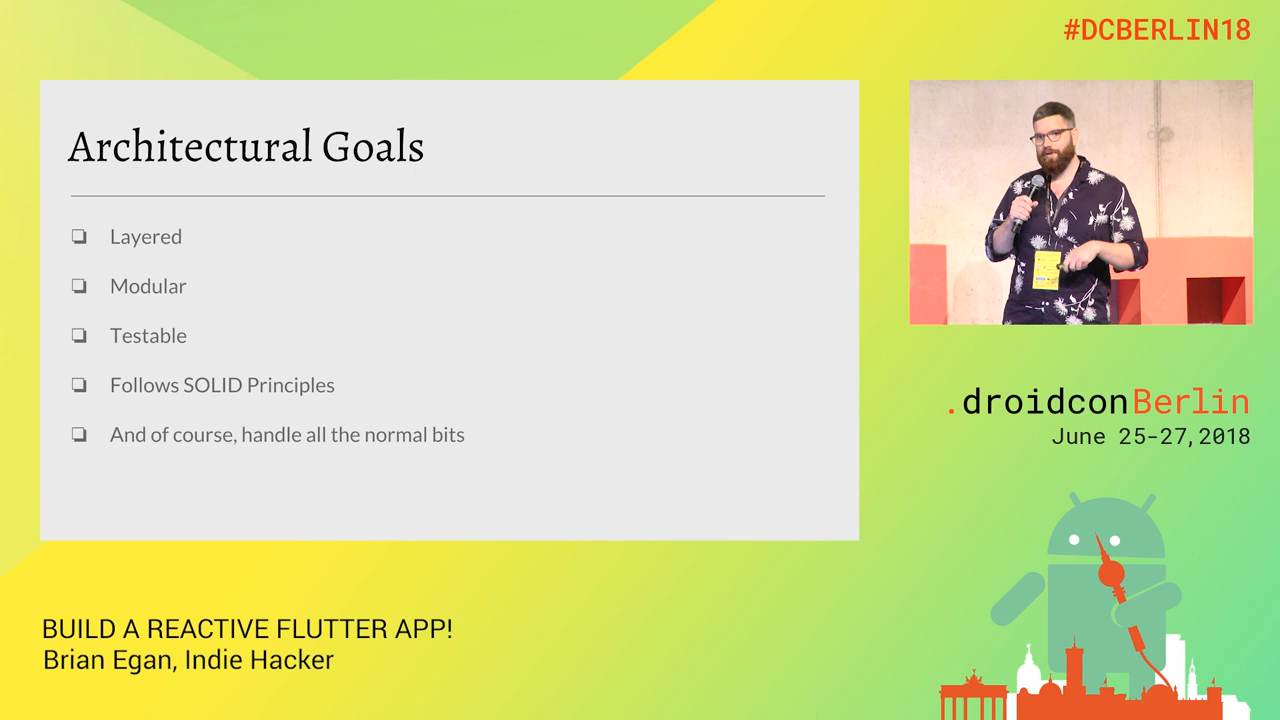 #DCBERLIN18
Architectural Goals
Layered
Modular
Testable
Follows SOLID Principles
And of course, handle all the normal bits
.droidconBerlin
June 25-27, 2018
BUILD A REACTIVE FLUTTER APP!
Brian Egan, Indie Hacker